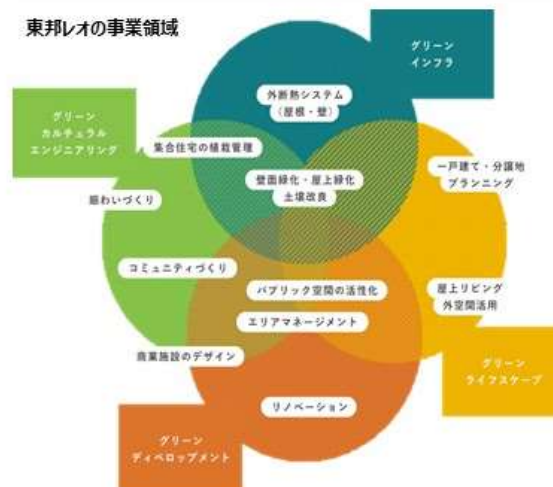 東邦レオの事業領域
グリーン
インフラ
グリーン
カルチュラル
エンジニアリング
外断熱システム
（屋根・壁）
集合住宅の植栽管理
一戸建て・分譲地
プランニング
壁面緑化・屋上緑化
土壌改良
賑わいづくり
コミュニティづくり
パブリック空間の活性化
屋上リビング
外空間活用
エリアマネージメント
商業施設のデザイン
グリーン
ライフスケープ
リノベーション
グリーン
ディベロップメント